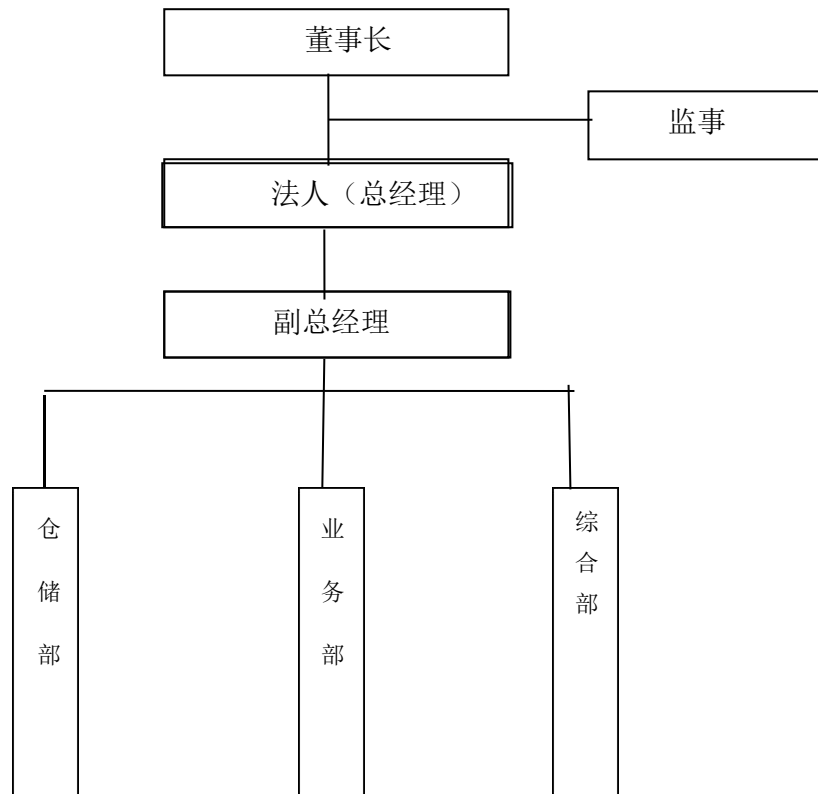 董事长
监事
法人（总经理）
副总经理
仓储部
业务部
综合部